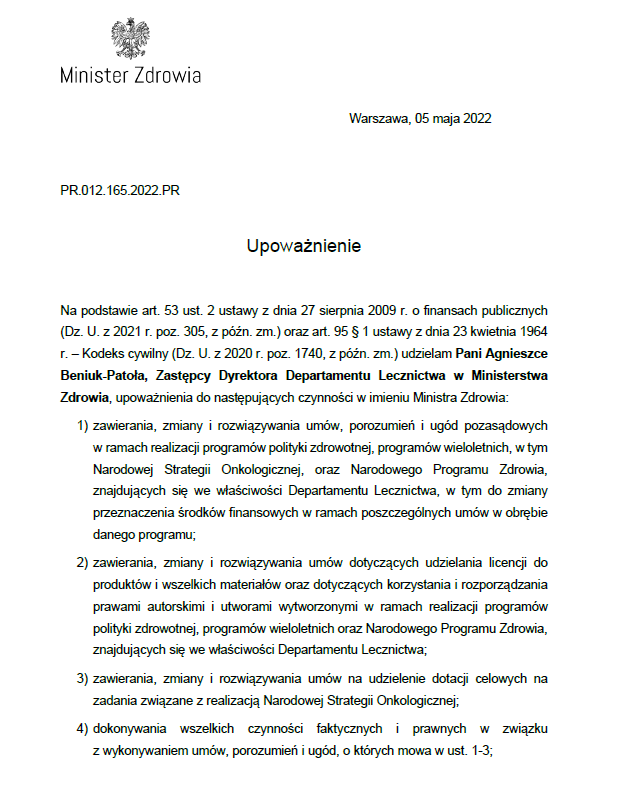 Minister Zdrowia
Warszawa, 05 maja 2022
PR.012.165.2022.PR
Upoważnienie
Na podstawie art. 53 ust. 2 ustawy z dnia 27 sierpnia 2009 r. o finansach publicznych
(Dz. U. z 2021 r. poz. 305, z późn. zm.) oraz art. 95 § 1 ustawy z dnia 23 kwietnia 1964
r. – Kodeks cywilny (Dz. U. z 2020 r. poz. 1740, z późn. zm.) udzielam Pani Agnieszce
Beniuk-Patoła, Zastępcy Dyrektora Departamentu Lecznictwa w Ministerstwa
Zdrowia, upoważnienia do następujących czynności w imieniu Ministra Zdrowia:
1) zawierania, zmiany i rozwiązywania umów, porozumień i ugód pozasądowych
w ramach realizacji programów polityki zdrowotnej, programów wieloletnich, w tym
Narodowej Strategii Onkologicznej, oraz Narodowego Programu Zdrowia,
znajdujących się we właściwości Departamentu Lecznictwa, w tym do zmiany
przeznaczenia środków finansowych w ramach poszczególnych umów w obrębie
danego programu;
2) zawierania, zmiany i rozwiązywania umów dotyczących udzielania licencji do
produktów i wszelkich materiałów oraz dotyczących korzystania i rozporządzania
prawami autorskimi i utworami wytworzonymi w ramach realizacji programów
polityki zdrowotnej, programów wieloletnich oraz Narodowego Programu Zdrowia,
znajdujących się we właściwości Departamentu Lecznictwa;
3) zawierania, zmiany i rozwiązywania umów na udzielenie dotacji celowych na
zadania związane z realizacją Narodowej Strategii Onkologicznej;
4) dokonywania wszelkich czynności faktycznych i prawnych w związku
z wykonywaniem umów, porozumień i ugód, o których mowa w ust. 1-3;